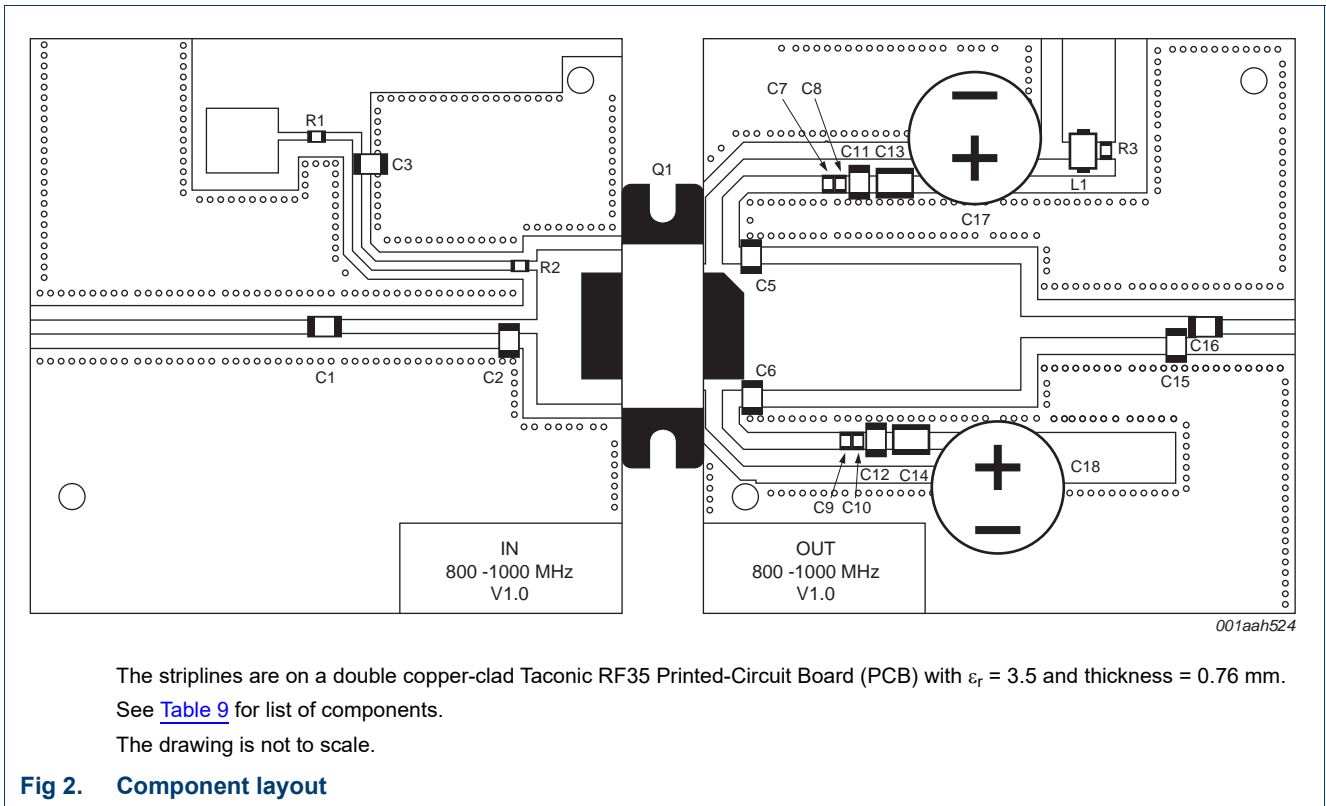 C7 C8
R1
C3
C11 C13
R3
Q1
L1
C17
R2
C5
C16
C1
C2
C6
C15
C12 C14
C18
C9 C10
IN
800 -1000 MHz
V1.0
OUT
800 -1000 MHz
V1.0
001aah524
The striplines are on a double copper-clad Taconic RF35 Printed-Circuit Board (PCB) with εr = 3.5 and thickness = 0.76 mm.
See Table 9 for list of components.
The drawing is not to scale.
Fig 2. Component layout